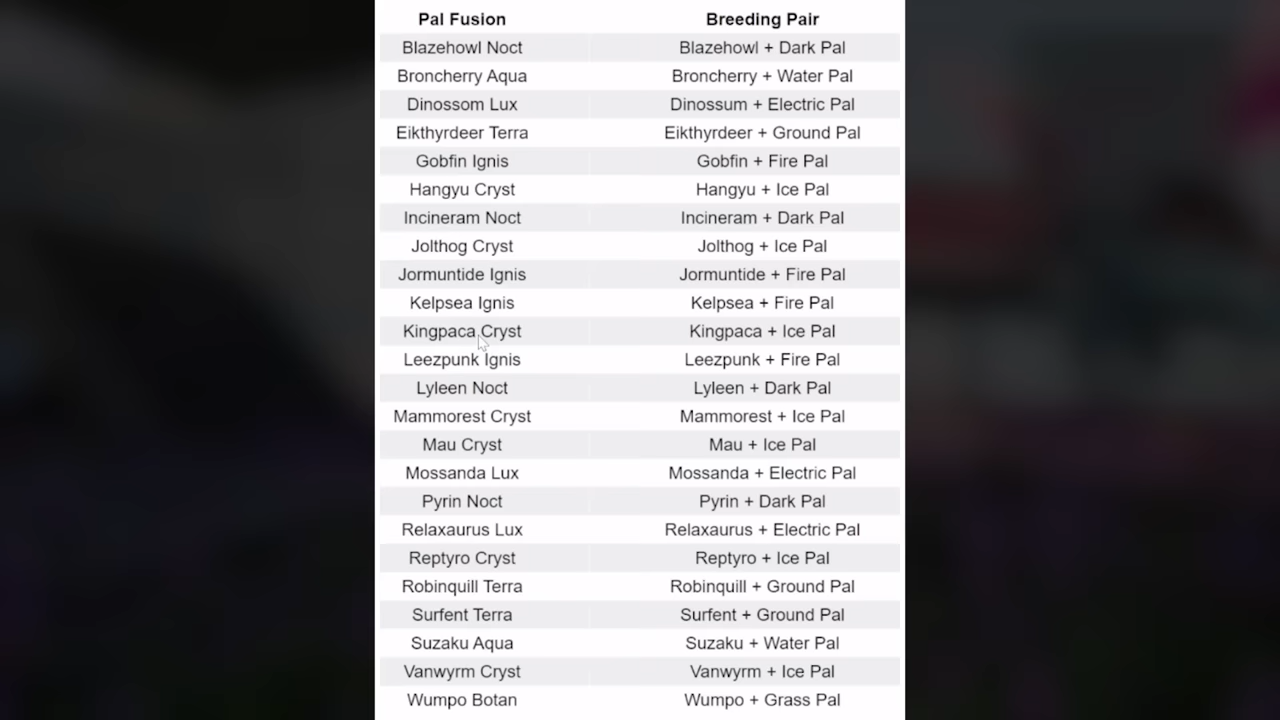 Pal Fusion Breeding Pair
Blazehowl Noct Blazehowl + Dark Pal
Broncherry Aqua Broncherry + Water Pal
Dinossom Lux Dinossum + Electric Pal
Eikthyrdeer Terra Eikthyrdeer + Ground Pal
Gobfin Ignis Gobfin + Fire Pal
Hangyu Cryst Hangyu + Ice Pal
Incineram Noct Incineram + Dark Pal
Jolthog Cryst Jolthog + Ice Pal
Jormuntide Ignis Jormuntide + Fire Pal
Kelpsea Ignis Kelpsea + Fire Pal
Kingpaca Cryst Kingpaca + Ice Pal
Leezpunk Ignis Leezpunk + Fire Pal
Lyleen Noct Lyleen + Dark Pal
Mammorest Cryst Mammorest + Ice Pal
Mau Cryst Mau + Ice Pal
Mossanda Lux Mossanda + Electric Pal
Pyrin Noct Pyrin + Dark Pal
Relaxaurus Lux Relaxaurus + Electric Pal
Reptyro Cryst Reptyro + Ice Pal
Robinquill Terra Robinquill + Ground Pal
Surfent Terra Surfent + Ground Pal
Suzaku Aqua Suzaku + Water Pal
Vanwyrm Cryst Vanwyrm + Ice Pal
Wumpo Botan Wumpo + Grass Pal